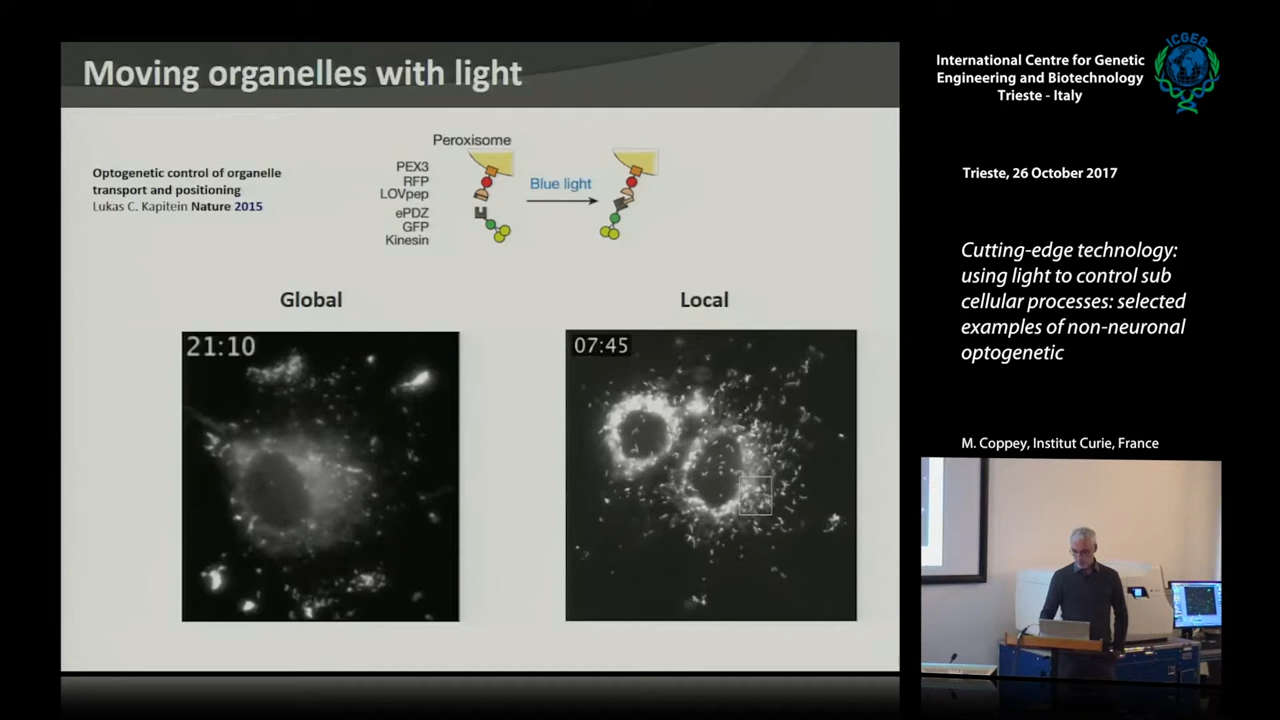 Moving organelles with light
Optogenetic control of organelle
transport and positioning
Lukas C. Kapitein Nature 2015
Peroxisome
PEX3
RFP
LOVpep
ePDZ
GFP
Kinesin
Blue light
Global
Local
21:10
07:45
International Centre for Genetic
Engineering and Biotechnology
Trieste - Italy
ICGEB
Trieste, 26 October 2017
Cutting-edge technology:
using light to control sub
cellular processes: selected
examples of non-neuronal
optogenetic
M. Coppey, Institut Curie, France